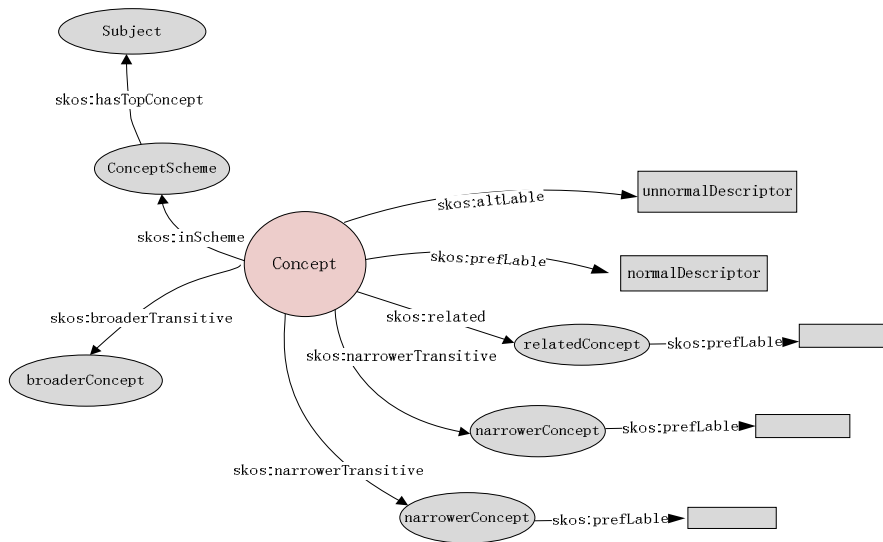 Subject
skos:hasTopConcept
ConceptScheme
unnormalDescriptor
skos:altLable
skos:inScheme
Concept
skos:prefLable
normalDescriptor
skos:broaderTransitive
skos:related
relatedConcept
skos:prefLable
skos:narrowerTransitive
broaderConcept
narrowerConcept
skos:prefLable
skos:narrowerTransitive
narrowerConcept
skos:prefLable